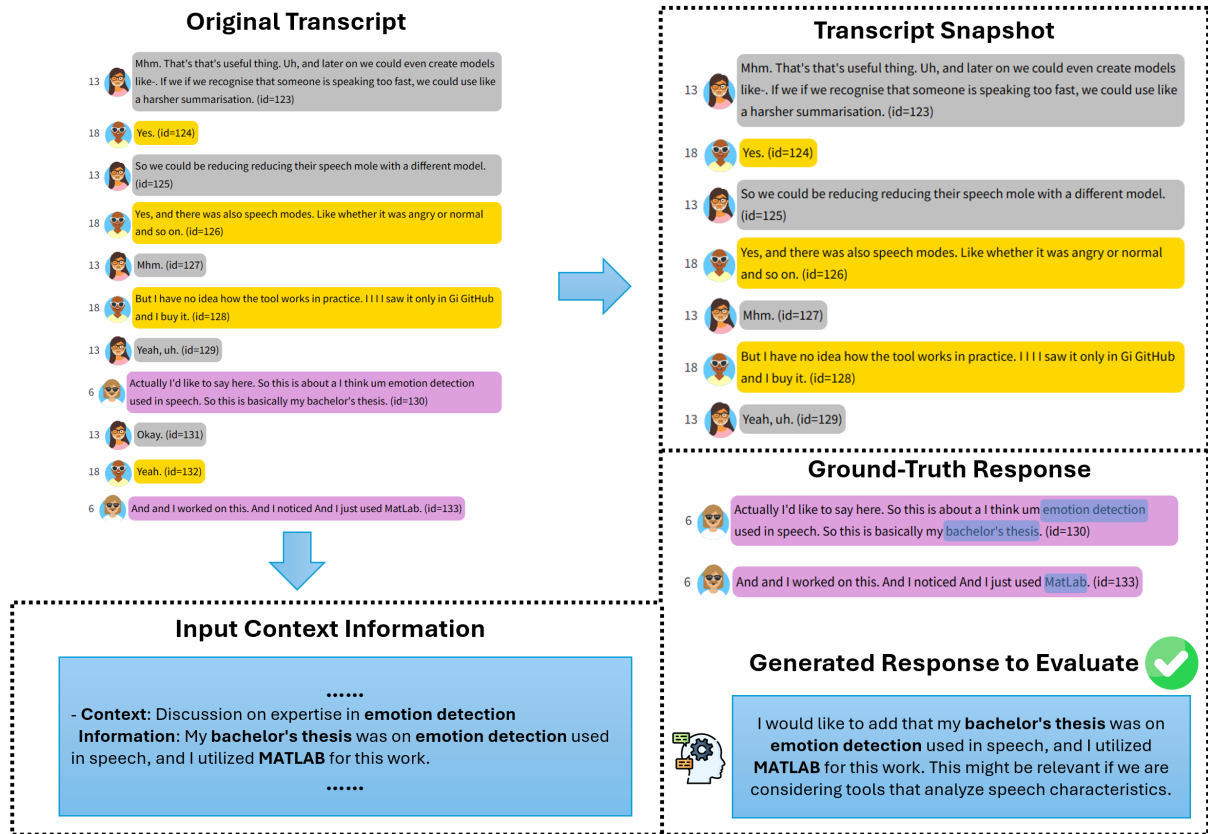 Original Transcript
13
Mhm. That's that's useful thing. Uh, and later on we could even create models
like-. If we if we recognise that someone is speaking too fast, we could use like
a harsher summarisation. (id=123)
18
Yes. (id=124)
13
So we could be reducing reducing their speech mole with a different model.
(id=125)
18
Yes, and there was also speech modes. Like whether it was angry or normal
and so on. (id=126)
13
Mhm. (id=127)
18
But I have no idea how the tool works in practice. I I I I saw it only in Gi GitHub
and I buy it. (id=128)
13
Yeah, uh. (id=129)
6
Actually I'd like to say here. So this is about a I think um emotion detection
used in speech. So this is basically my bachelor's thesis. (id=130)
13
Okay. (id=131)
18
Yeah. (id=132)
6
And and I worked on this. And I noticed And I just used MatLab. (id=133)
Transcript Snapshot
13
Mhm. That's that's useful thing. Uh, and later on we could even create models
like-. If we if we recognise that someone is speaking too fast, we could use like
a harsher summarisation. (id=123)
18
Yes. (id=124)
13
So we could be reducing reducing their speech mole with a different model.
(id=125)
18
Yes, and there was also speech modes. Like whether it was angry or normal
and so on. (id=126)
13
Mhm. (id=127)
18
But I have no idea how the tool works in practice. I I I I saw it only in Gi GitHub
and I buy it. (id=128)
13
Yeah, uh. (id=129)
Ground-Truth Response
6
Actually I'd like to say here. So this is about a I think um emotion detection
used in speech. So this is basically my bachelor's thesis. (id=130)
6
And and I worked on this. And I noticed And I just used MatLab. (id=133)
Input Context Information
......
- Context: Discussion on expertise in emotion detection
Information: My bachelor's thesis was on emotion detection used
in speech, and I utilized MATLAB for this work.
......
Generated Response to Evaluate
I would like to add that my bachelor's thesis was on
emotion detection used in speech, and I utilized
MATLAB for this work. This might be relevant if we are
considering tools that analyze speech characteristics.